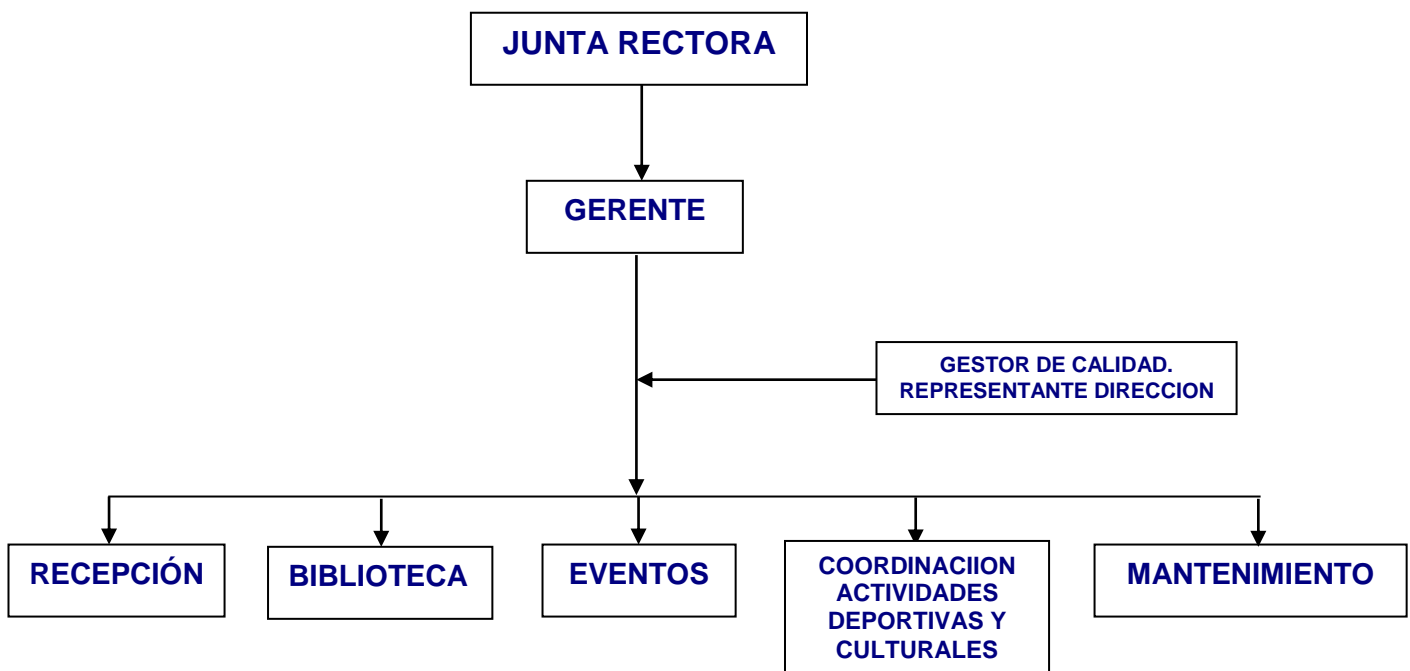 JUNTA RECTORA
GERENTE
GESTOR DE CALIDAD.
REPRESENTANTE DIRECCION
RECEPCIÓN
BIBLIOTECA
EVENTOS
COORDINACIION
ACTIVIDADES
DEPORTIVAS Y
CULTURALES
MANTENIMIENTO